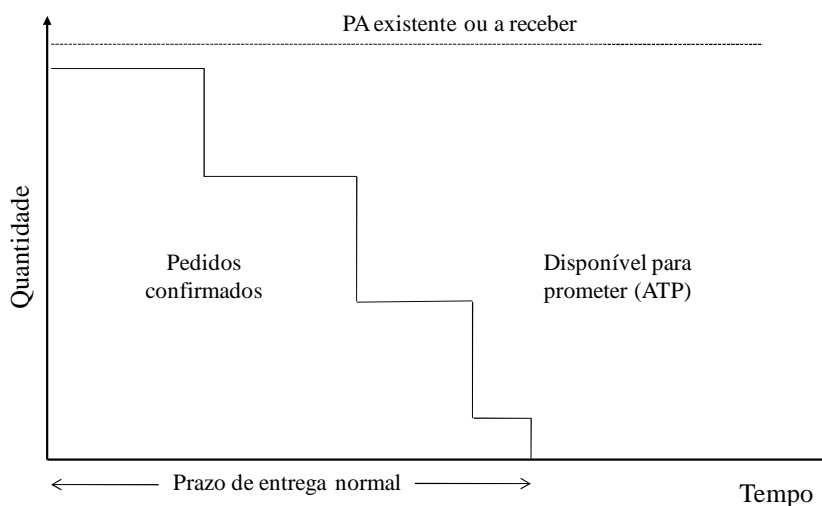 PA existente ou a receber
Quantidade
Pedidos
confirmados
Disponível para
prometer (ATP)
Prazo de entrega normal
Tempo